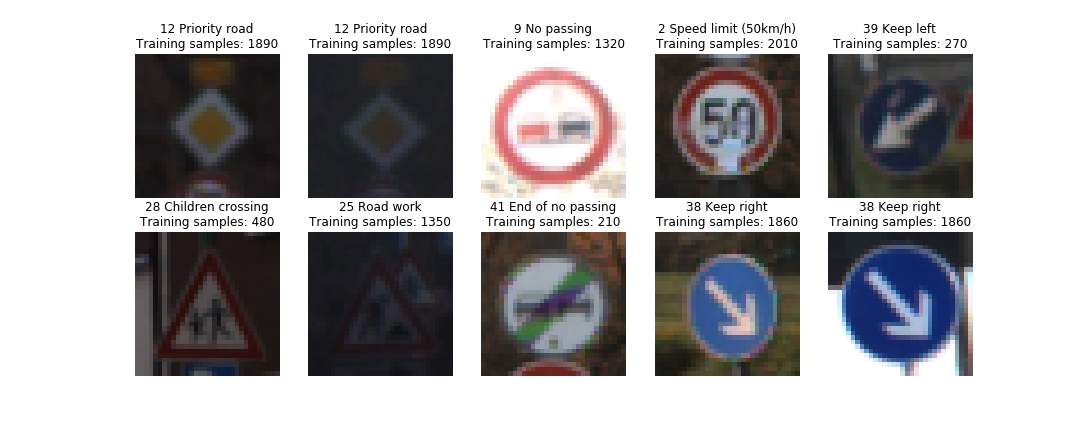 12 Priority road
Training samples: 1890
12 Priority road
Training samples: 1890
9 No passing
Training samples: 1320
2 Speed limit (50km/h)
Training samples: 2010
39 Keep left
Training samples: 270
50
28 Children crossing
Training samples: 480
25 Road work
Training samples: 1350
41 End of no passing
Training samples: 210
38 Keep right
Training samples: 1860
38 Keep right
Training samples: 1860